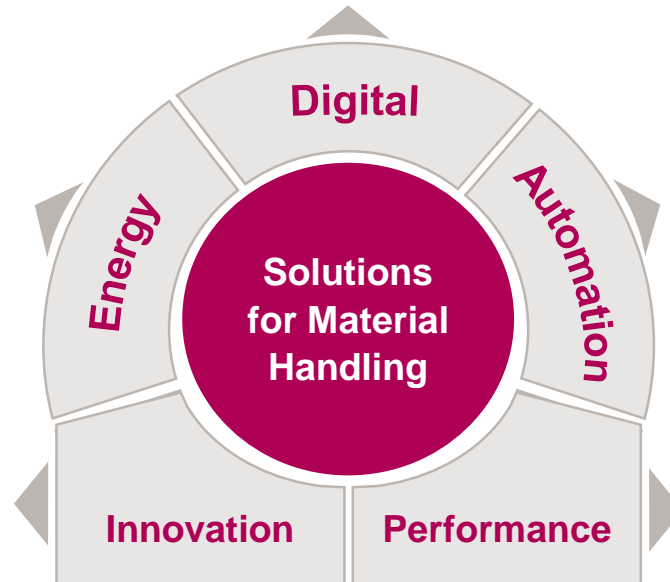 Digital
Energy
Automation
Solutions
for Material
Handling
Innovation
Performance